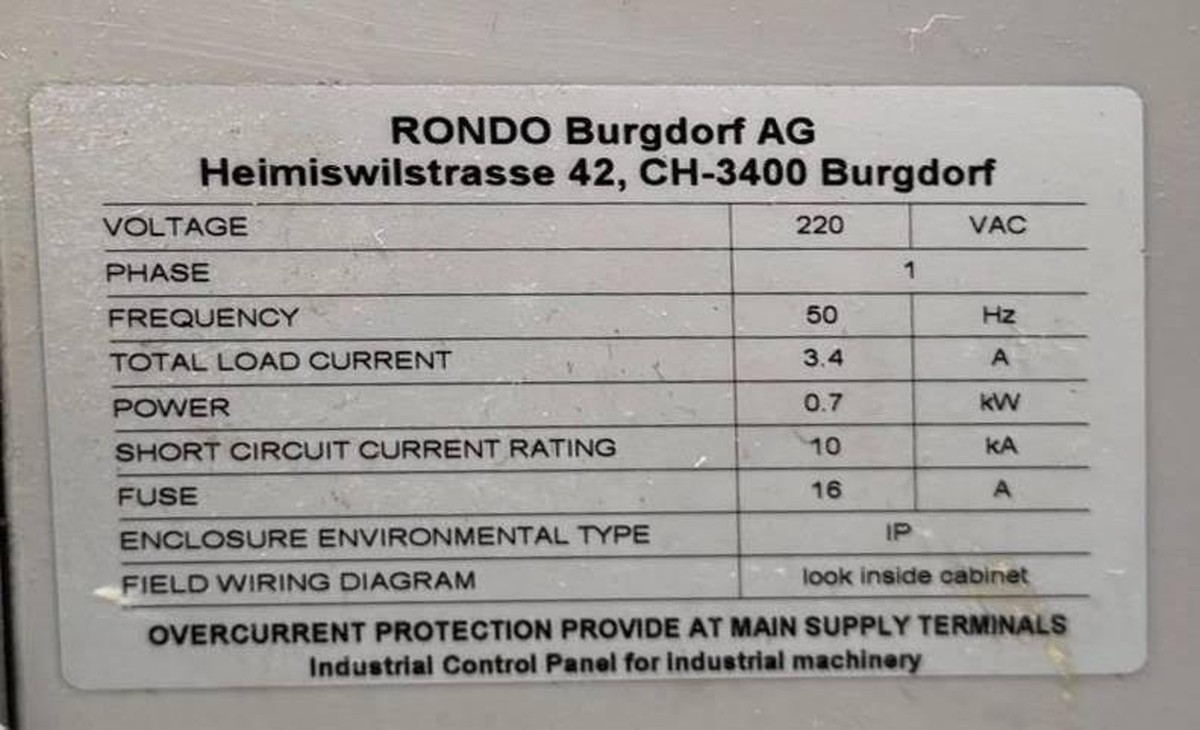 RONDO Burgdorf AG
Heimiswilstrasse 42, CH-3400 Burgdorf
VOLTAGE 220 VAC
PHASE 1
FREQUENCY 50 Hz
TOTAL LOAD CURRENT 3.4 A
POWER 0.7 kW
SHORT CIRCUIT CURRENT RATING 10 kA
FUSE 16 A
ENCLOSURE ENVIRONMENTAL TYPE IP
FIELD WIRING DIAGRAM look inside cabinet
OVERCURRENT PROTECTION PROVIDE AT MAIN SUPPLY TERMINALS
Industrial Control Panel for industrial machinery